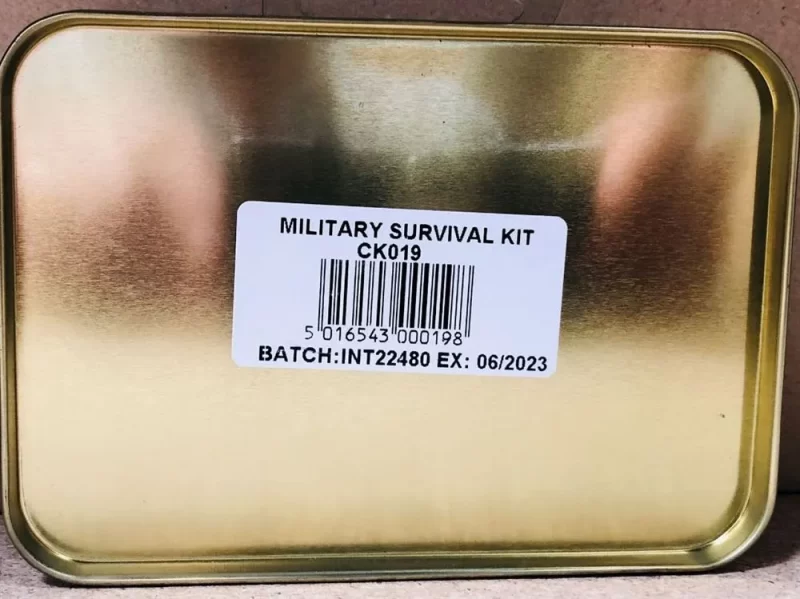 MILITARY SURVIVAL KIT
CK019
5 016543 000198
BATCH:INT22480 EX: 06/2023